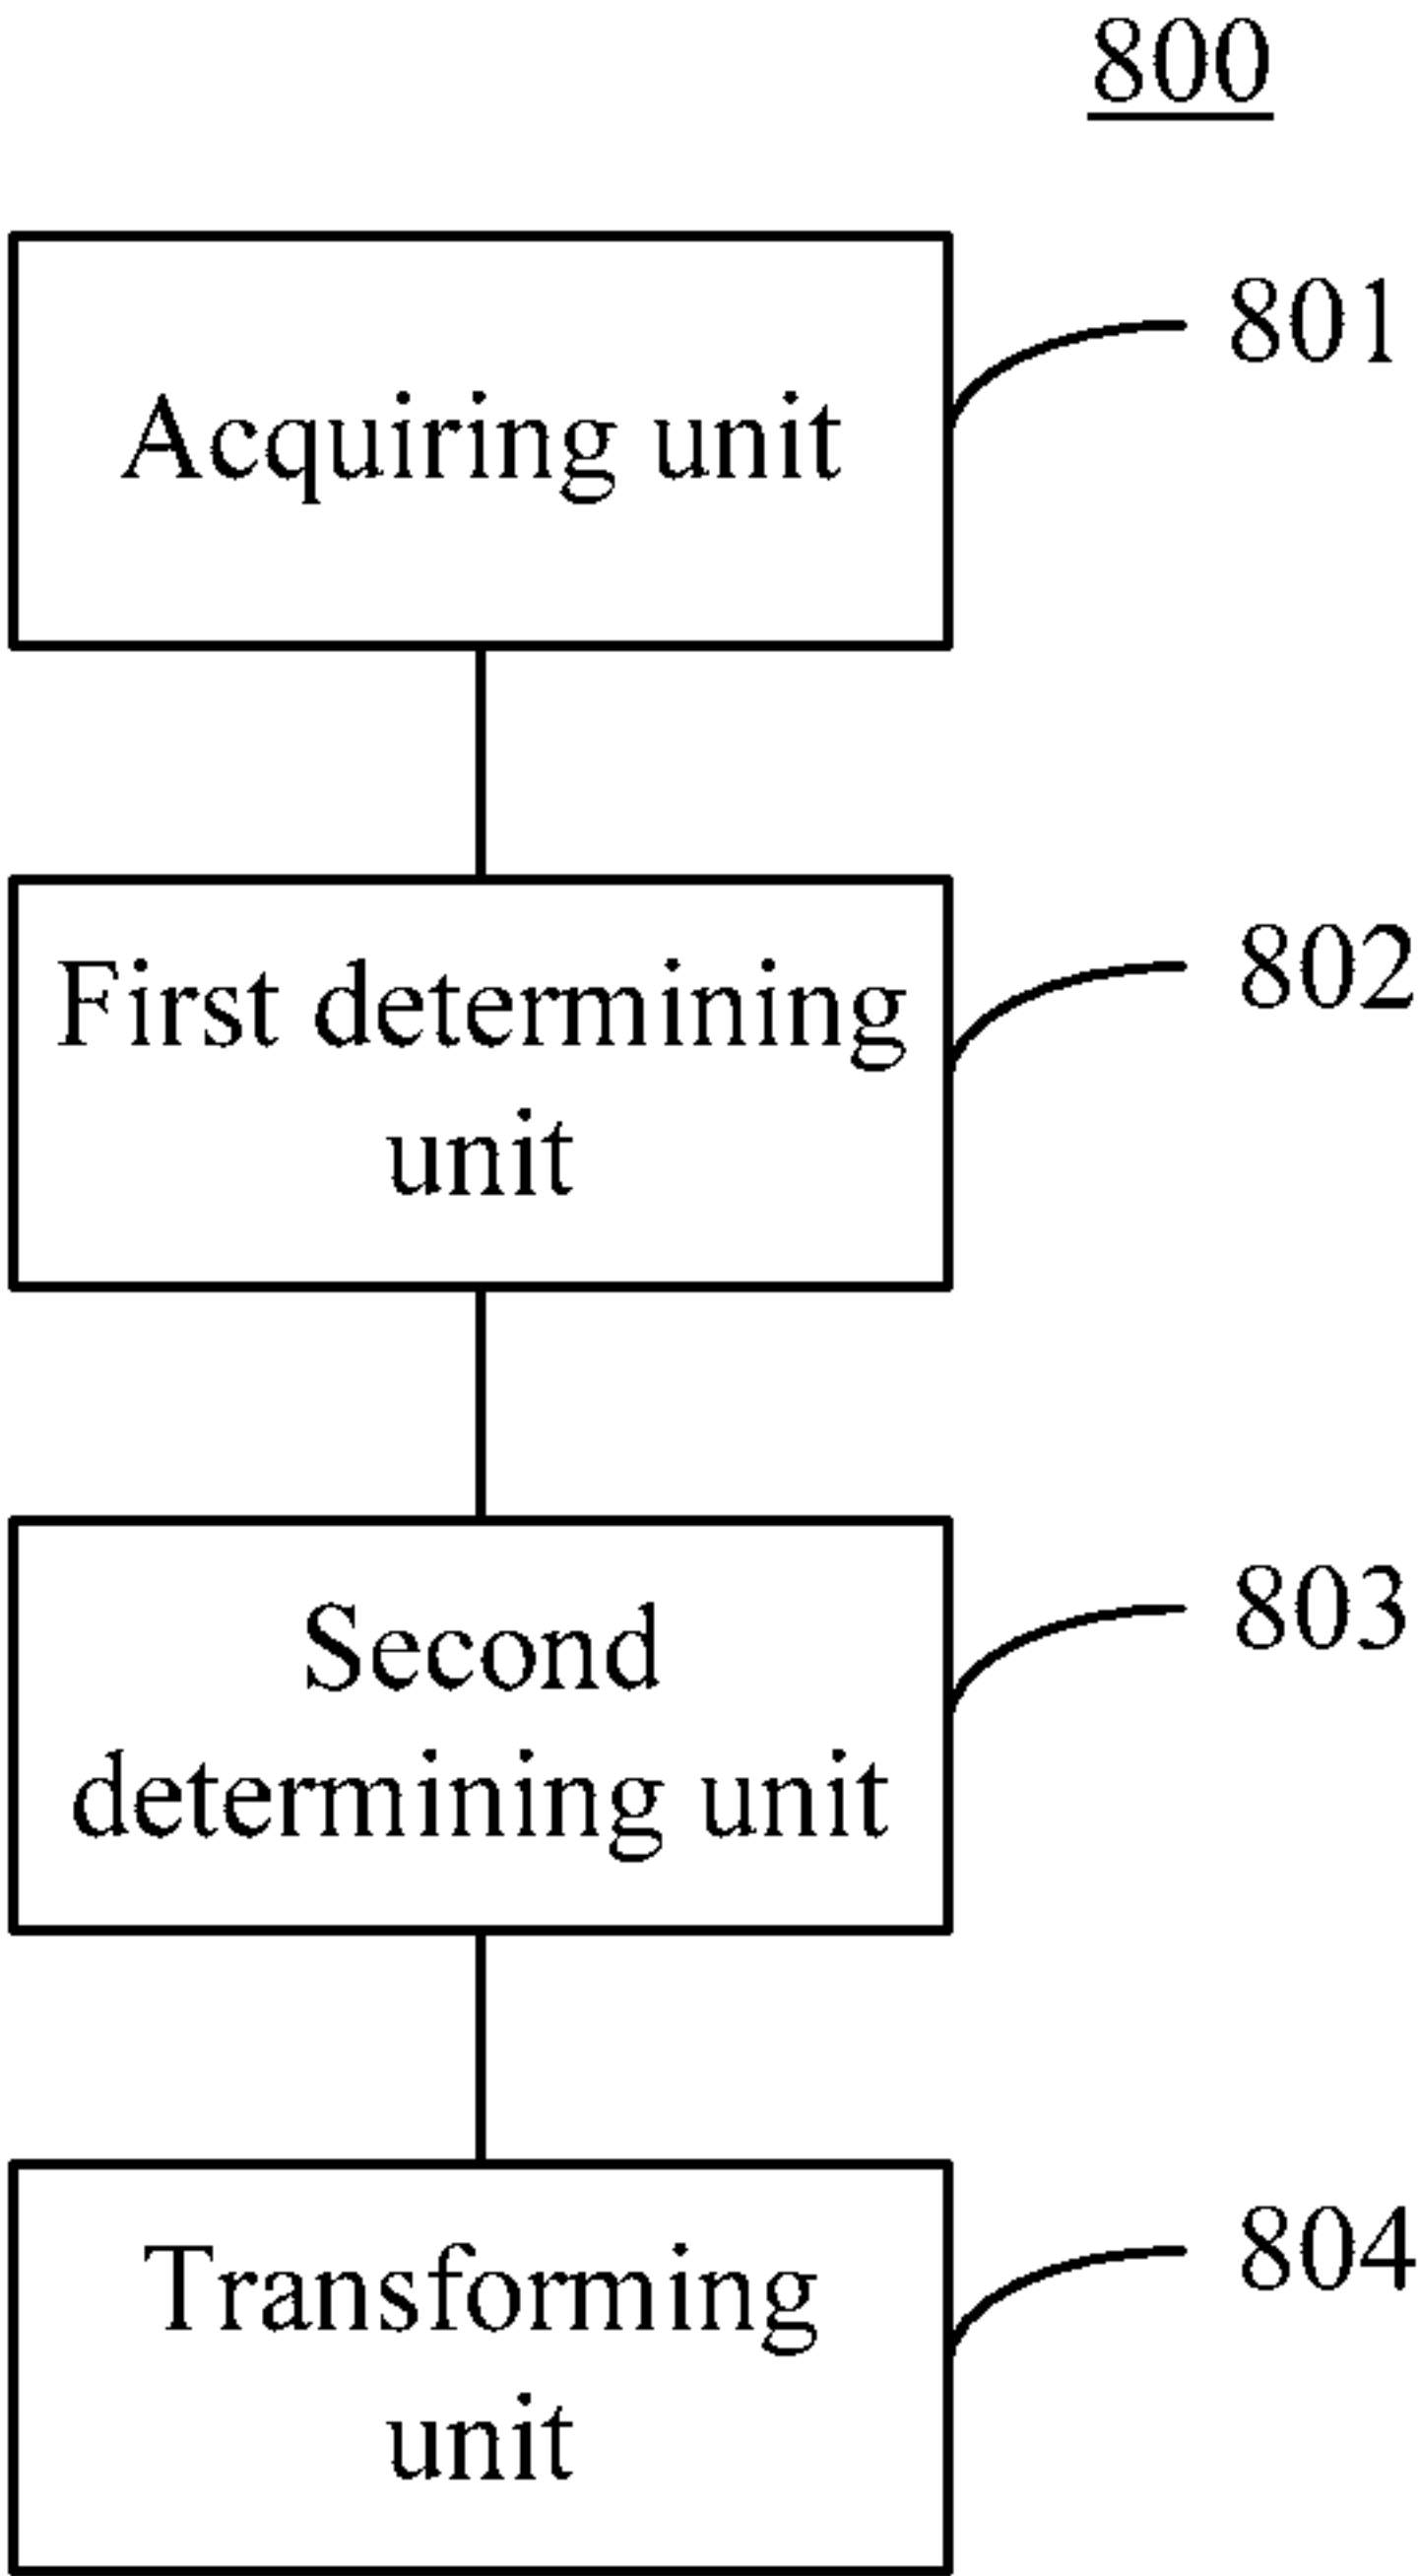 800
801
Acquiring unit
802
First determining
unit
803
Second
determining unit
804
Transforming
unit